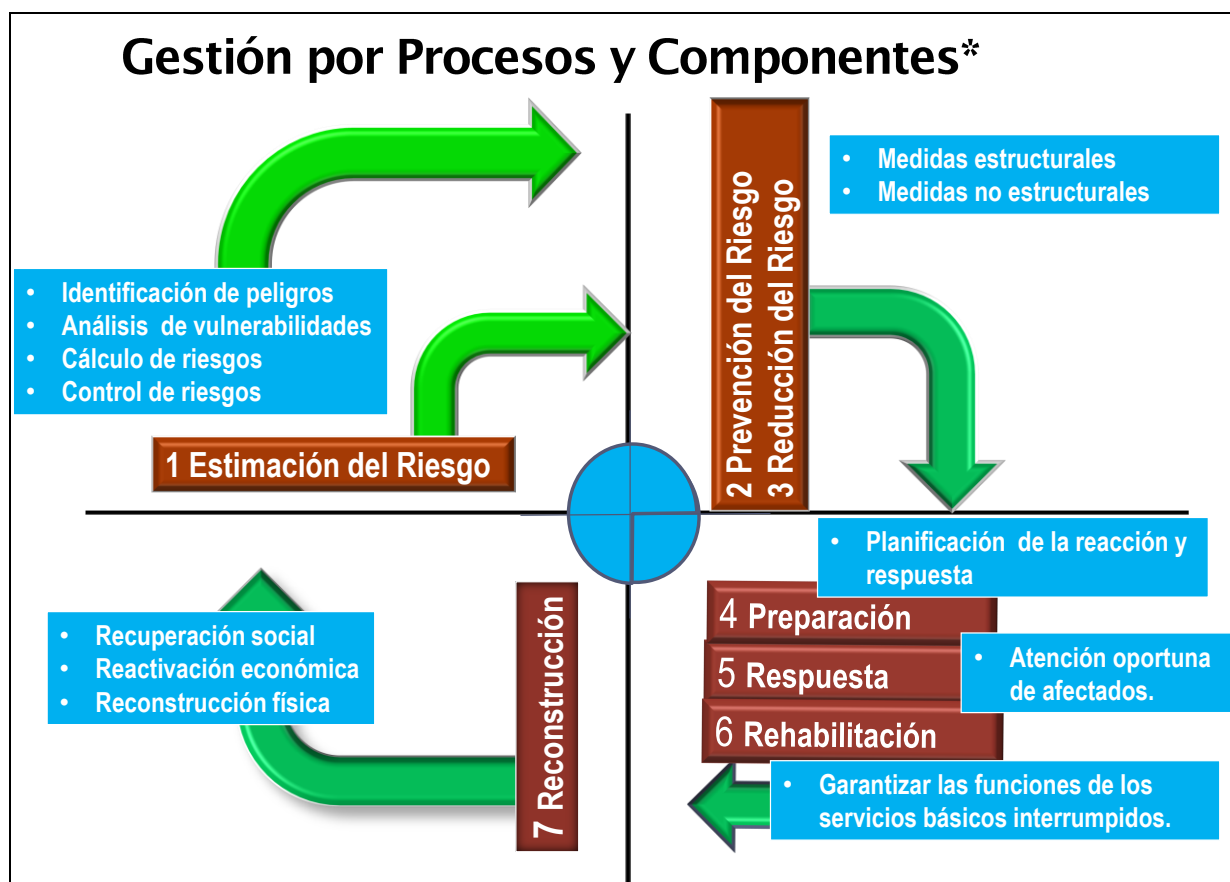 Gestión por Procesos y Componentes*
• Identificación de peligros
• Análisis de vulnerabilidades
• Cálculo de riesgos
• Control de riesgos
1 Estimación del Riesgo
2 Prevención del Riesgo
3 Reducción del Riesgo
• Medidas estructurales
• Medidas no estructurales
• Planificación de la reacción y
respuesta
4 Preparación
5 Respuesta
6 Rehabilitación
• Atención oportuna
de afectados.
• Garantizar las funciones de los
servicios básicos interrumpidos.
7 Reconstrucción
• Recuperación social
• Reactivación económica
• Reconstrucción física